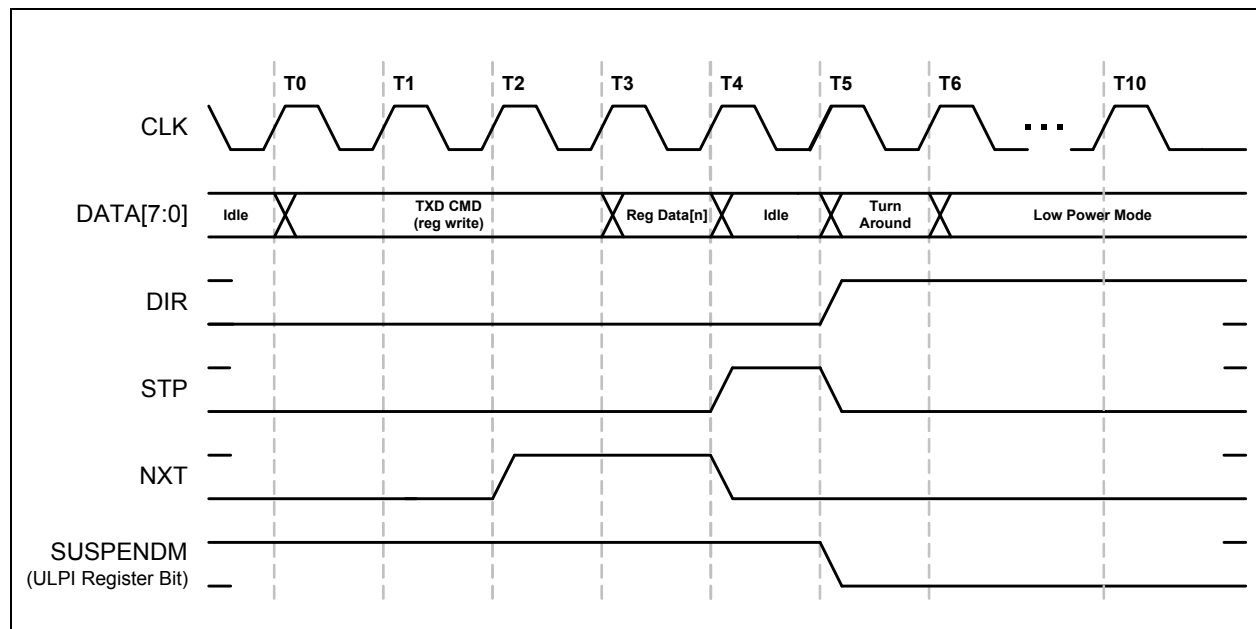 T0 T1 T2 T3 T4 T5 T6 T10
CLK
...
DATA[7:0] Idle TXD CMD Reg Data[n] Idle Turn Low Power Mode
(reg write) Around
DIR
STP
NXT
SUSPENDM
(ULPI Register Bit)